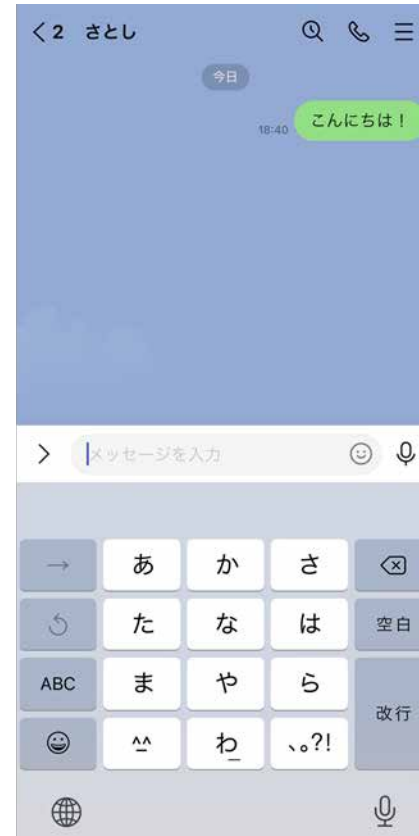 2 さとし
今日
18:40 こんにちは！
メッセージを入力
→ あ か さ
た な は 空白
ABC ま や ら 改行
^^ わ 、。?!